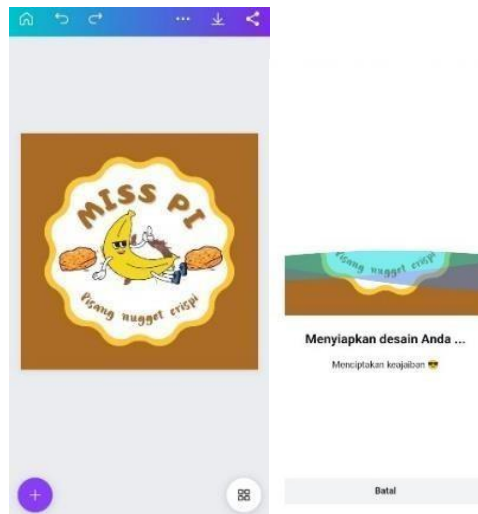 MISS PI
Pisang nugget crispi
Pisang nugget crispi
Menyiapkan desain Anda ...
Menciptakan keajaiban 😎
Batal